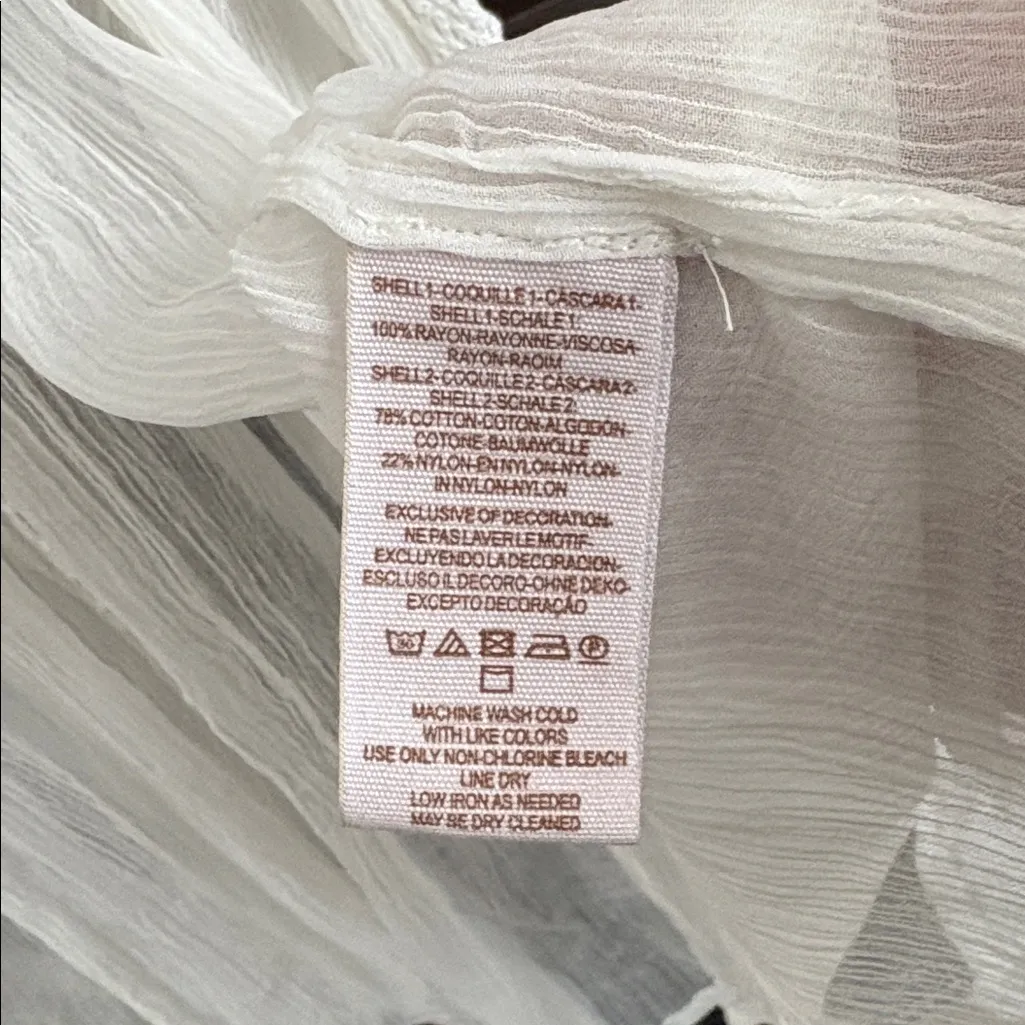 SHELL 1-COQUILLE 1-CÁSCARA 1-
SHELL 1-SCHALE 1
100% RAYON-RAYONNE-VISCOSA
RAYON-RAOIM
SHELL 2-COQUILLE 2-CÁSCARA 2-
SHELL 2-SCHALE 2
78% COTTON-COTON-ALGODON-
COTONE-BAUMWOLLE
22% NYLON-EN NYLON-NYLON-
IN NYLON-NYLON
EXCLUSIVE OF DECORATION-
NE PAS LAVER LE MOTIF
EXCLUYENDO LA DECORACION-
ESCLUSO IL DECORO-OHNE DEKO-
EXCEPTO DECORAÇÃO
30 P
MACHINE WASH COLD
WITH LIKE COLORS
USE ONLY NON-CHLORINE BLEACH
LINE DRY
LOW IRON AS NEEDED
MAY BE DRY CLEANED